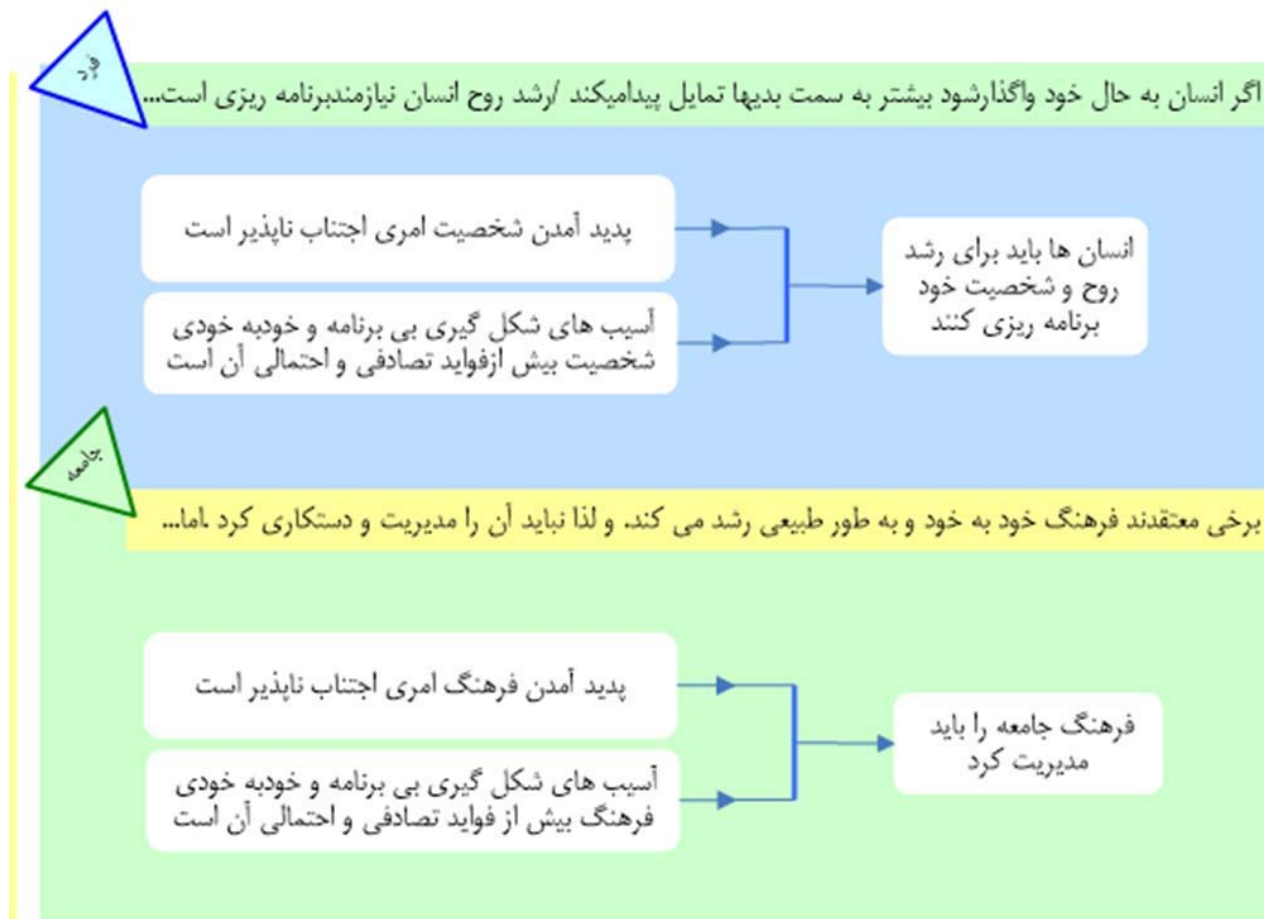 فرد
اگر انسان به حال خود واگذارشود بیشتر به سمت بدیها تمایل پیدامیکند /رشد روح انسان نیازمندبرنامه ریزی است...
پدید آمدن شخصیت امری اجتناب ناپذیر است
آسیب های شکل گیری بی برنامه و خودبه خودی
شخصیت بیش ازفواید تصادفی و احتمالی آن است
انسان ها باید برای رشد
روح و شخصیت خود
برنامه ریزی کنند
جامعه
برخی معتقدند فرهنگ خود به خود و به طور طبیعی رشد می کند. و لذا نباید آن را مدیریت و دستکاری کرد .اما...
پدید آمدن فرهنگ امری اجتناب ناپذیر است
آسیب های شکل گیری بی برنامه و خودبه خودی
فرهنگ بیش از فواید تصادفی و احتمالی آن است
فرهنگ جامعه را باید
مدیریت کرد